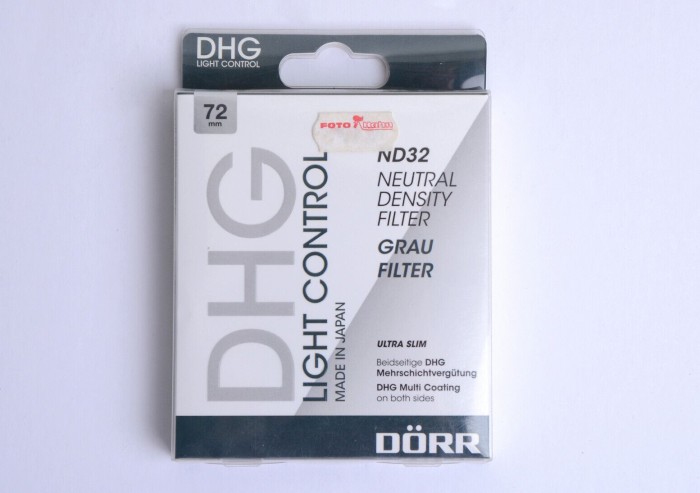 DHG
LIGHT CONTROL
72
mm
FOTO
ND32
NEUTRAL
DENSITY
FILTER
GRAU
FILTER
DHG
LIGHT CONTROL
MADE IN JAPAN
ULTRA SLIM
Beidseitige DHG
Mehrschichtvergütung
DHG Multi Coating
on both sides
DÖRR